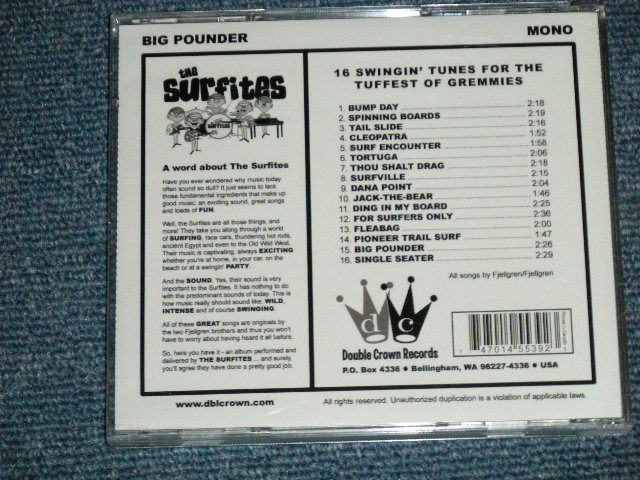 BIG POUNDER
MONO
the
surfites
A word about The Surfites
Have you ever wondered why music today
often sound so dull? It just seems to lack
those fundamental ingredients that make up
good music; an exciting sound, great songs
and loads of FUN.
Well, the Surfites are all those things, and
more! They take you along through a world
of SURFING, race cars, thundering hot rods,
ancient Egypt and even to the Old Wild West.
Their music is captivating, always EXCITING
whether you're at home, in your car, on the
beach or at a swingin' PARTY.
And the SOUND. Yes, their sound is very
important to the Surfites. It has nothing to do
with the predominant sounds of today. This is
how music really should sound like, WILD,
INTENSE and of course SWINGING.
All of these GREAT songs are originals by
the two Fjellgren brothers and thus you won't
have to worry about having heard it all before.
So, here you have it - an album performed and
delivered by THE SURFITES ... and surely,
you'll agree they have done a pretty good job.
16 SWINGIN' TUNES FOR THE
TUFFEST OF GREMMIES
1. BUMP DAY 2:18
2. SPINNING BOARDS 2:19
3. TAIL SLIDE 2:16
4. CLEOPATRA 1:52
5. SURF ENCOUNTER 1:58
6. TORTUGA 2:06
7. THOU SHALT DRAG 2:18
8. SURFVILLE 2:15
9. DANA POINT 2:04
10. JACK-THE-BEAR 1:46
11. DING IN MY BOARD 2:25
12. FOR SURFERS ONLY 2:36
13. FLEABAG 2:00
14. PIONEER TRAIL SURF 1:47
15. BIG POUNDER 2:26
16. SINGLE SEATER 2:29
All songs by Fjellgren/Fjellgren
d c
Double Crown Records
P.O. Box 4336 • Bellingham, WA 98227-4336 • USA
47014 55392
www.dblcrown.com
All rights reserved. Unauthorized duplication is a violation of applicable laws.